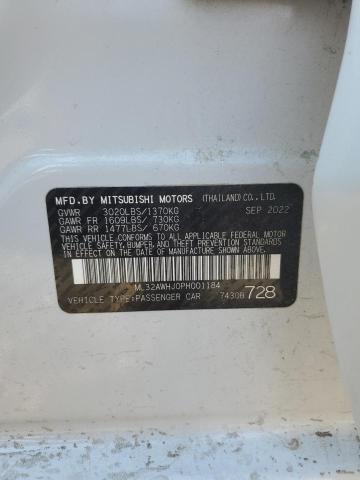 MFD.BY MITSUBISHI MOTORS (THAILAND)CO.,LTD.
GVWR 3020LBS/1370KG SEP 2022
GAWR FR 1609LBS/ 730KG
GAWR RR 1477LBS/ 670KG
THIS VEHICLE CONFORMS TO ALL APPLICABLE FEDERAL MOTOR VEHICLE
SAFETY, BUMPER, AND THEFT PREVENTION STANDARDS IN EFFECT
ON THE DATE OF MANUFACTURE SHOWN ABOVE.
ML32AWHJ0PH001184
VEHICLE TYPE:PASSENGER CAR 7430B 728